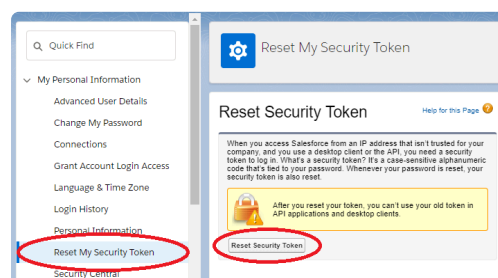 Quick Find
My Personal Information
Advanced User Details
Change My Password
Connections
Grant Account Login Access
Language & Time Zone
Login History
Personal Information
Reset My Security Token
Security Central
Reset My Security Token
Reset Security Token
Help for this Page
When you access Salesforce from an IP address that isn't trusted for your
company, and you use a desktop client or the API, you need a security
token to log in. What's a security token? It's a case-sensitive alphanumeric
code that's tied to your password. Whenever your password is reset, your
security token is also reset.
After you reset your token, you can't use your old token in
API applications and desktop clients.
Reset Security Token